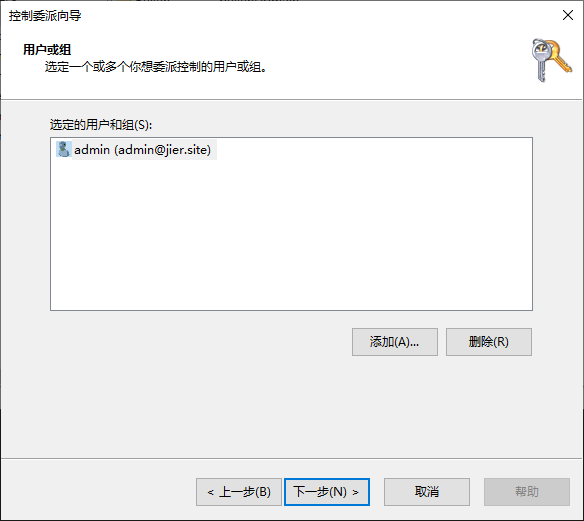 控制委派向导
用户或组
选定一个或多个你想委派控制的用户或组。
选定的用户和组(S):
admin (admin@jier.site)
添加(A)...
删除(R)
< 上一步(B)
下一步(N) >
取消
帮助